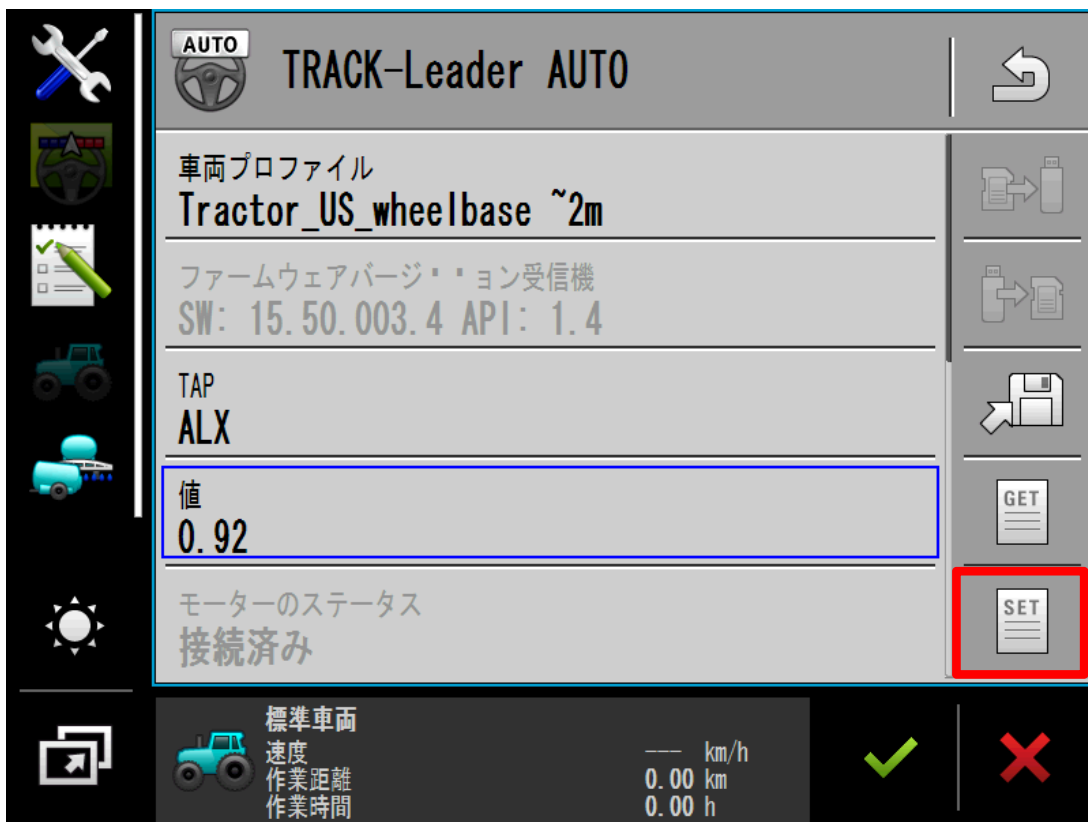 AUTO
TRACK-Leader AUTO
車両プロファイル
Tractor_US_wheelbase ~2m
ファームウェアバージ・・ョン受信機
SW: 15.50.003.4 API: 1.4
TAP
ALX
値
0.92
GET
モーターのステータス
接続済み
SET
標準車両
速度 --- km/h
作業距離 0.00 km
作業時間 0.00 h